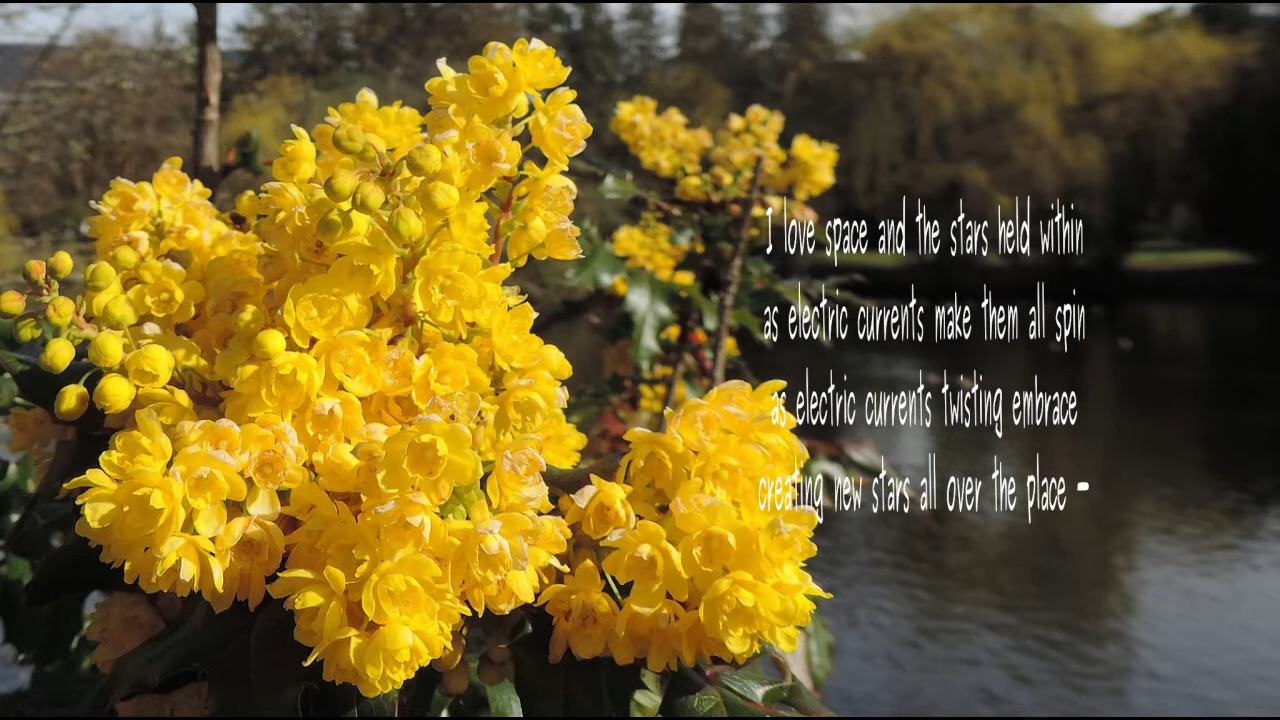 I love space and the stars held within
as electric currents make them all spin
as electric currents twisting embrace
creating new stars all over the place -